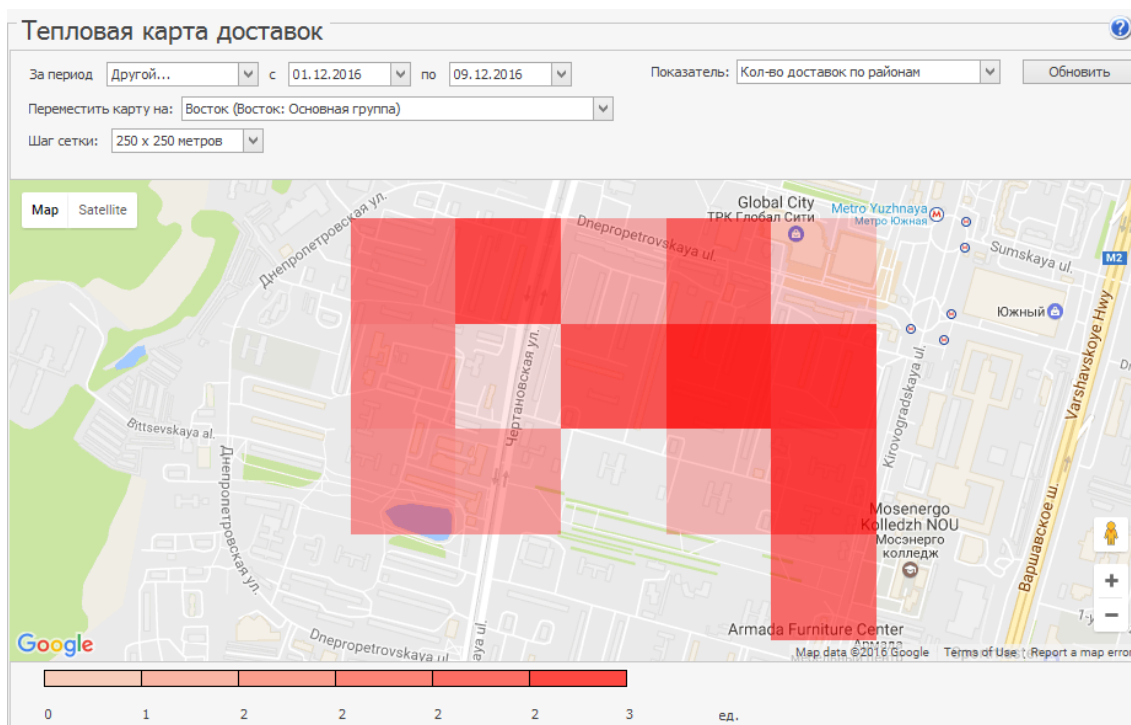 Тепловая карта доставок
За период Другой... с 01.12.2016 по 09.12.2016 Показатель: Кол-во доставок по районам Обновить
Переместить карту на: Восток (Восток: Основная группа)
Шаг сетки: 250 x 250 метров
Map Satellite
Днепропетровская ул.
Dnepropetrovskaya ul.
Global City
ТРК Глобал Сити
Metro Yuzhnaya
Метро Южная
Sumskaya ul.
M2
Южный
Varshavskoye Hwy
Чертановская ул.
Kirovogradskaya ul.
Bittsevskaya al.
Днепропетровская ул.
Mosenergo
Kolledzh NOU
Мосэнерго
колледж
Варшавское ш.
Armada Furniture Center
Армада
Dnepropetrovskaya ul
aya ul.
1-у
Google
Map data ©2016 Google Terms of Use Report a map error
0 1 2 2 2 2 3 ед.